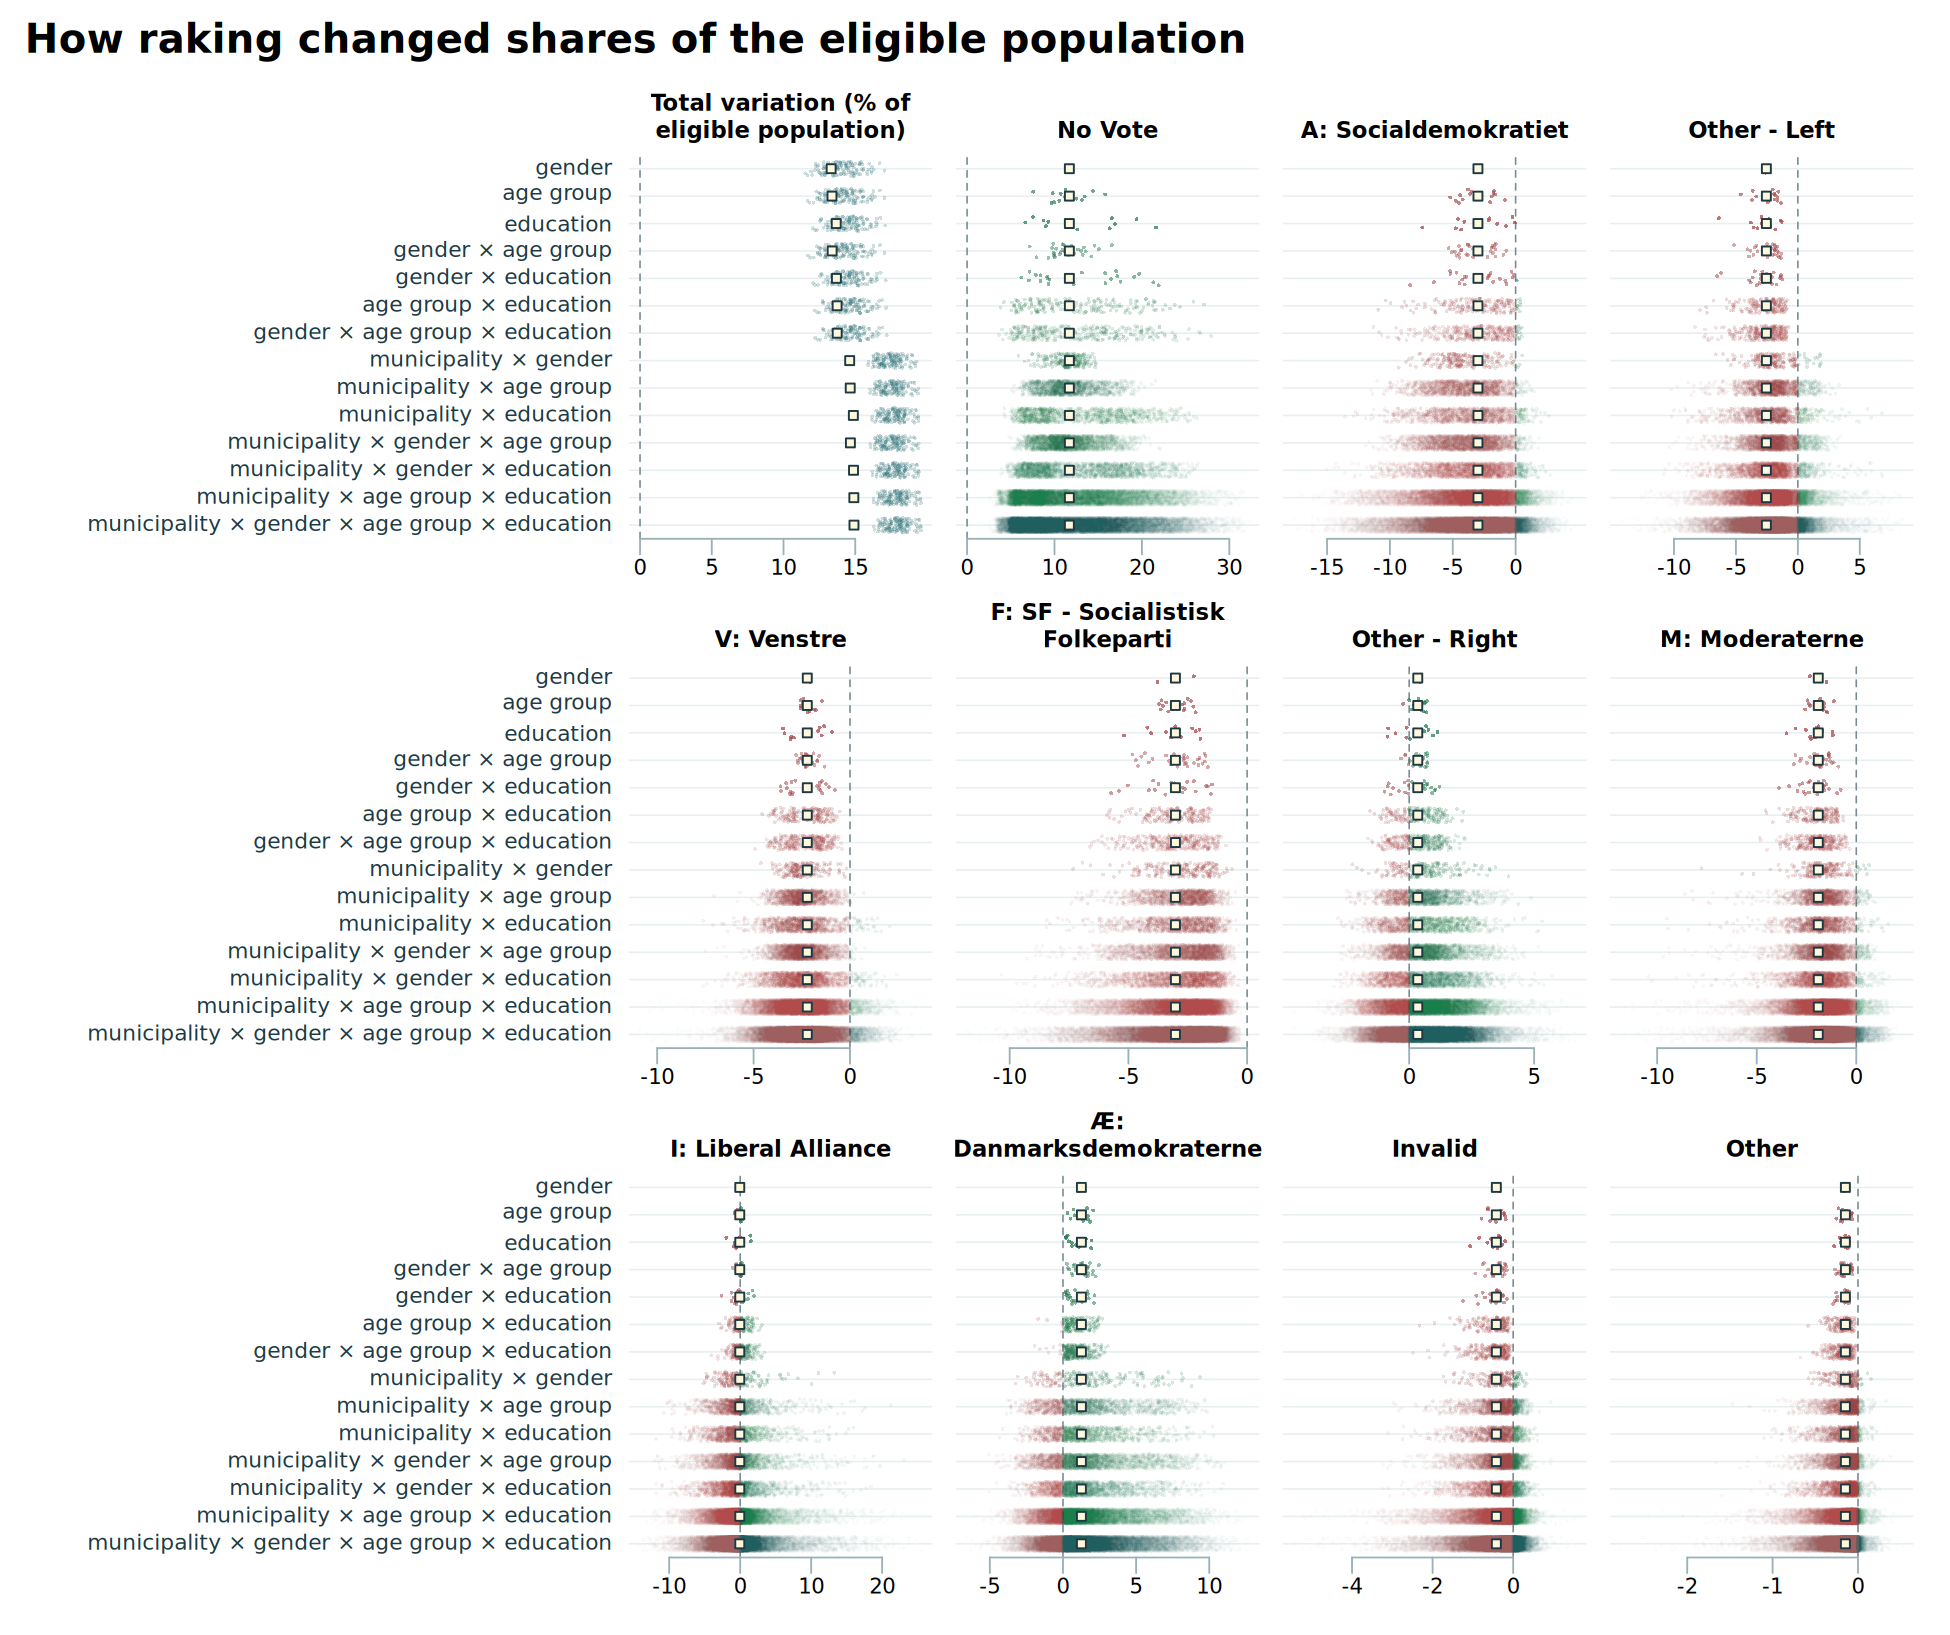 How raking changed shares of the eligible population
Total variation (% of
eligible population)
No Vote
A: Socialdemokratiet
Other - Left
gender
age group
education
gender × age group
gender × education
age group × education
gender × age group × education
municipality × gender
municipality × age group
municipality × education
municipality × gender × age group
municipality × gender × education
municipality × age group × education
municipality × gender × age group × education
0 5 10 15
0 10 20 30
-15 -10 -5 0
-10 -5 0 5
V: Venstre
F: SF - Socialistisk
Folkeparti
Other - Right
M: Moderaterne
gender
age group
education
gender × age group
gender × education
age group × education
gender × age group × education
municipality × gender
municipality × age group
municipality × education
municipality × gender × age group
municipality × gender × education
municipality × age group × education
municipality × gender × age group × education
-10 -5 0
-10 -5 0
0 5
-10 -5 0
I: Liberal Alliance
Æ:
Danmarksdemokraterne
Invalid
Other
gender
age group
education
gender × age group
gender × education
age group × education
gender × age group × education
municipality × gender
municipality × age group
municipality × education
municipality × gender × age group
municipality × gender × education
municipality × age group × education
municipality × gender × age group × education
-10 0 10 20
-5 0 5 10
-4 -2 0
-2 -1 0